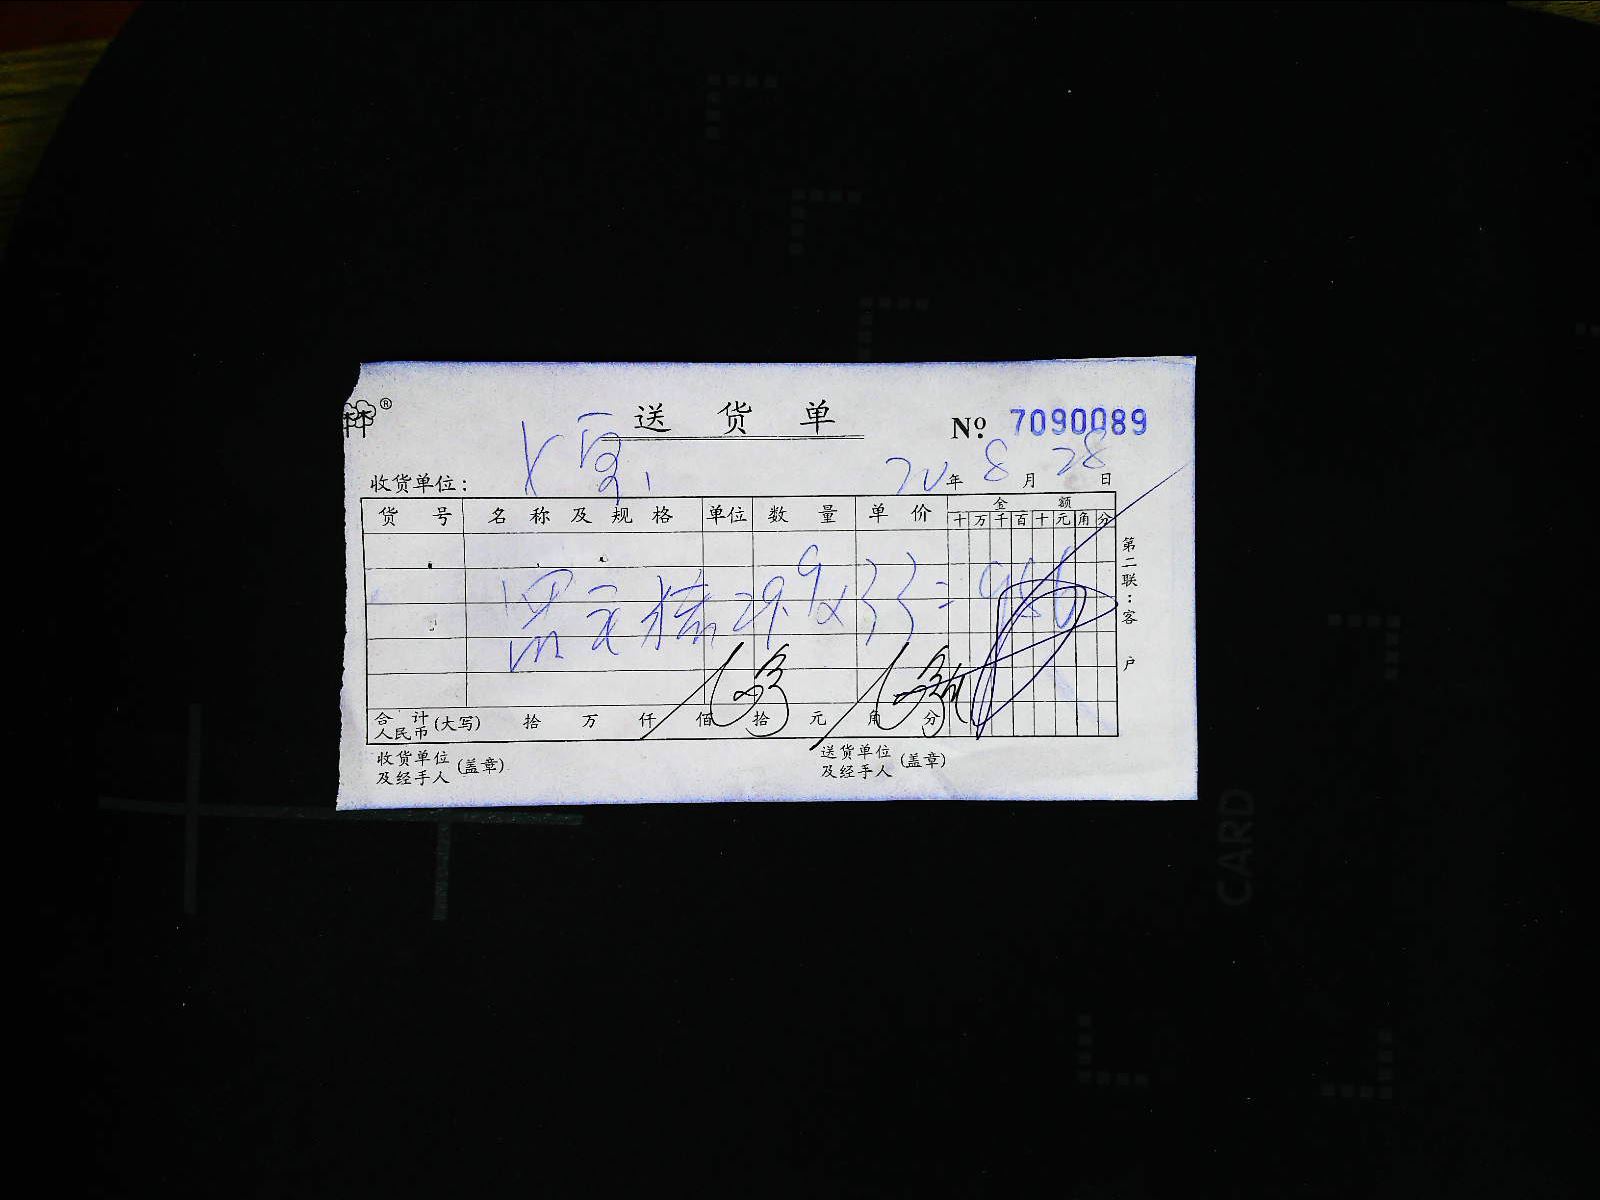 ®
送 货 单 № 7090089
收货单位: 20 年 8 月 28 日
货 号 名 称 及 规 格 单位 数 量 单 价 金 额
十 万 千 百 十 元 角 分
29.9 x 33 = 986
第二联:客 户
合 计 人民币 (大写) 拾 万 仟 佰 拾 元 角 分
收货单位 及经手人 (盖章) 送货单位 及经手人 (盖章)
CARD